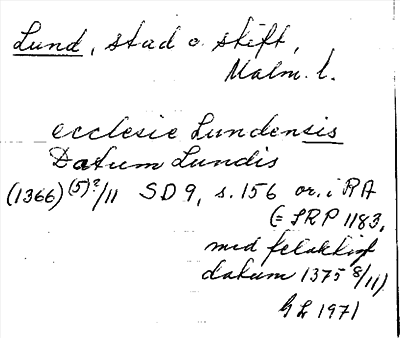 Lund, stad o. stift,
Malm. l.
ecclesie Lundensis
Datum Lundis
(1366) (5)?/11 SD 9, s. 156 or. i RA
(= SRP 1183,
med felaktigt
datum 1375 8/11)
GL 1971